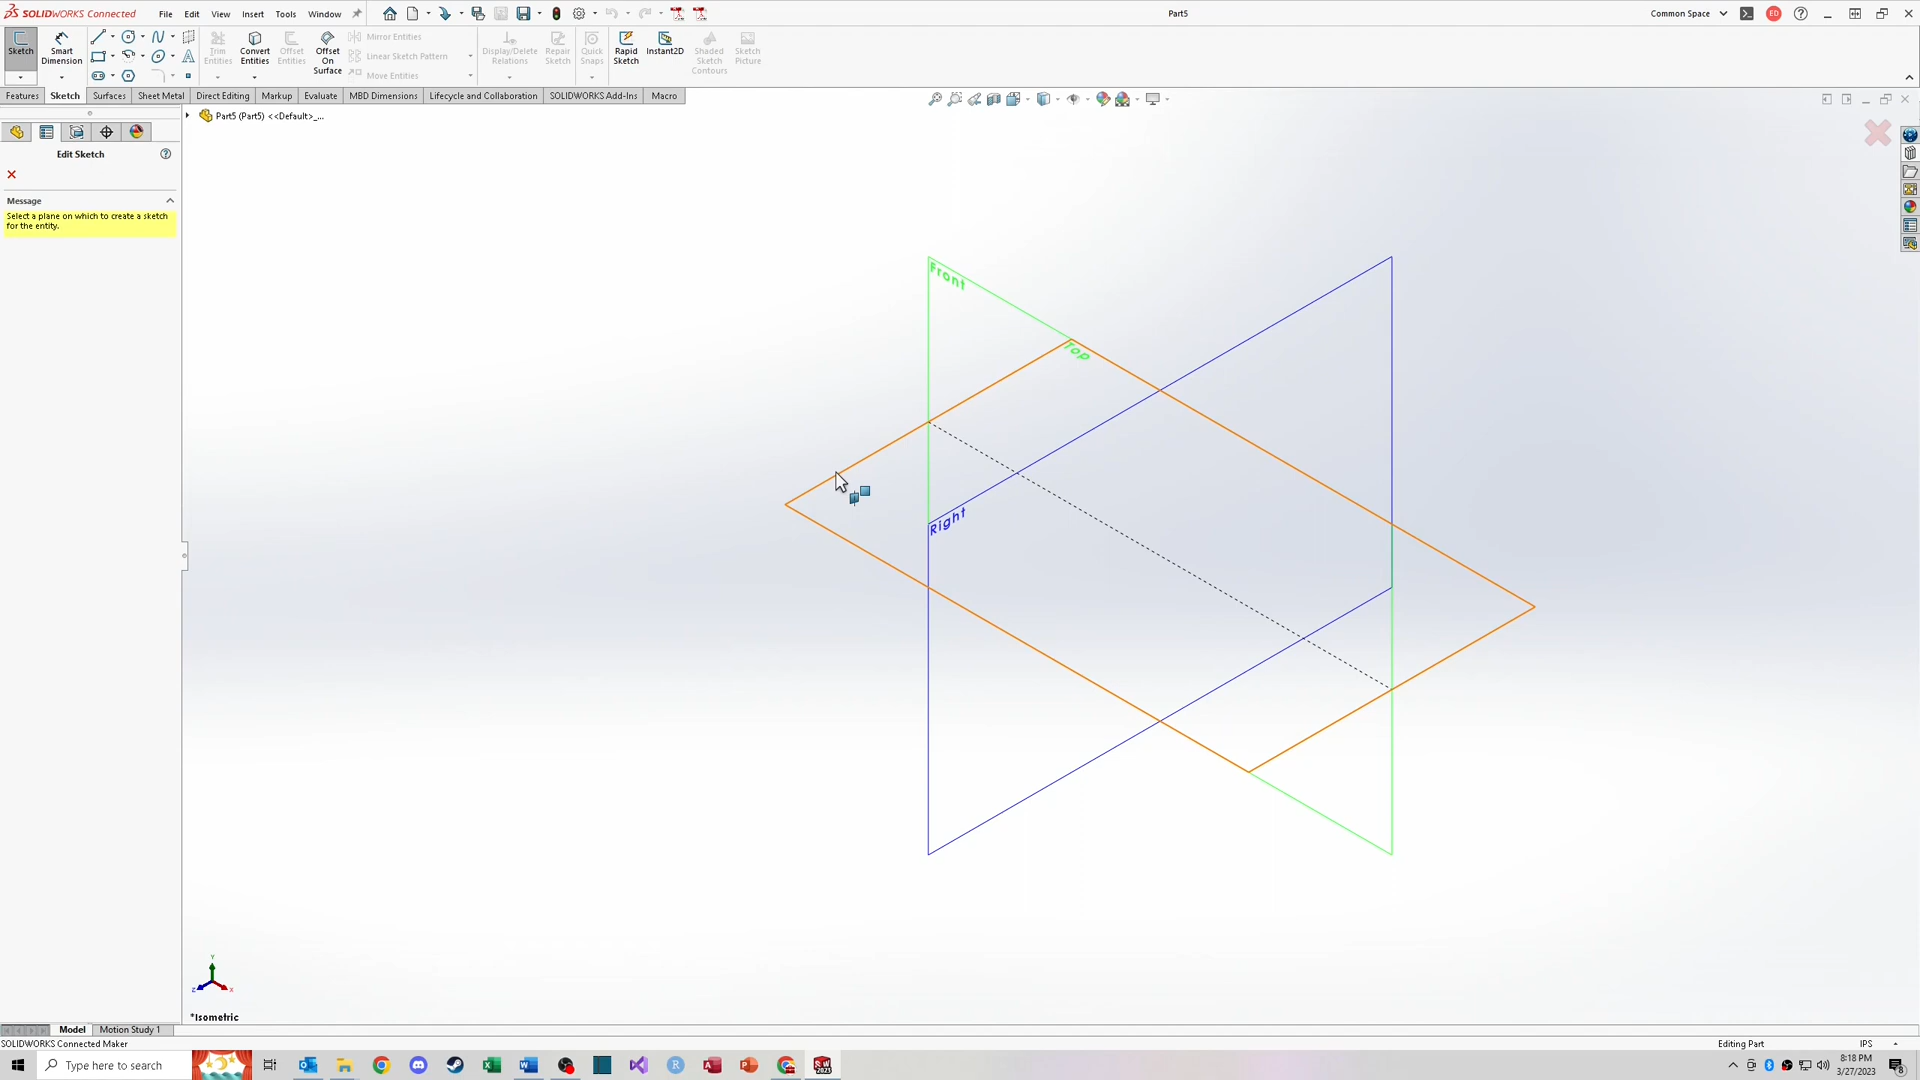 SOLIDWORKS Connected File Edit View Insert Tools Window Part5 Common Space ED
Sketch Smart Dimension Trim Entities Convert Entities Offset Entities Offset On Surface Mirror Entities Linear Sketch Pattern Move Entities Display/Delete Relations Repair Sketch Quick Snaps Rapid Sketch Instant2D Shaded Sketch Contours Sketch Picture
Features Sketch Surfaces Sheet Metal Direct Editing Markup Evaluate MBD Dimensions Lifecycle and Collaboration SOLIDWORKS Add-Ins Macro
Part5 (Part5) <<Default>_...
Edit Sketch
Message
Select a plane on which to create a sketch
for the entity.
Front
Top
Right
Y
Z
X
*Isometric
Model Motion Study 1
SOLIDWORKS Connected Maker Editing Part IPS
Type here to search 8:18 PM
3/27/2023